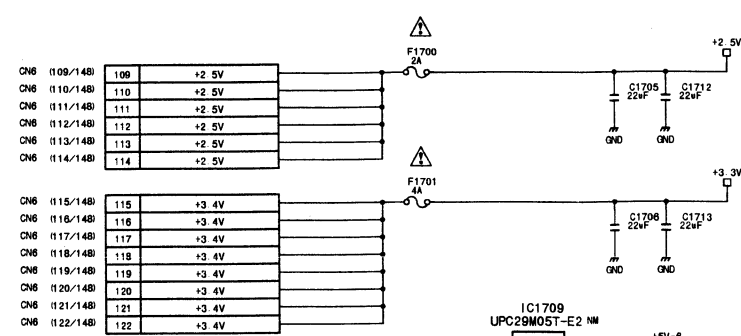 F1700
2A
+2.5V
CN6 (109/148) 109 +2.5V
CN6 (110/148) 110 +2.5V
CN6 (111/148) 111 +2.5V
CN6 (112/148) 112 +2.5V
CN6 (113/148) 113 +2.5V
CN6 (114/148) 114 +2.5V
C1705
22uF
C1712
22uF
GND
GND
F1701
4A
+3.3V
CN6 (115/148) 115 +3.4V
CN6 (116/148) 116 +3.4V
CN6 (117/148) 117 +3.4V
CN6 (118/148) 118 +3.4V
CN6 (119/148) 119 +3.4V
CN6 (120/148) 120 +3.4V
CN6 (121/148) 121 +3.4V
CN6 (122/148) 122 +3.4V
C1706
22uF
C1713
22uF
GND
GND
IC1709
UPC29M05T-E2 NM